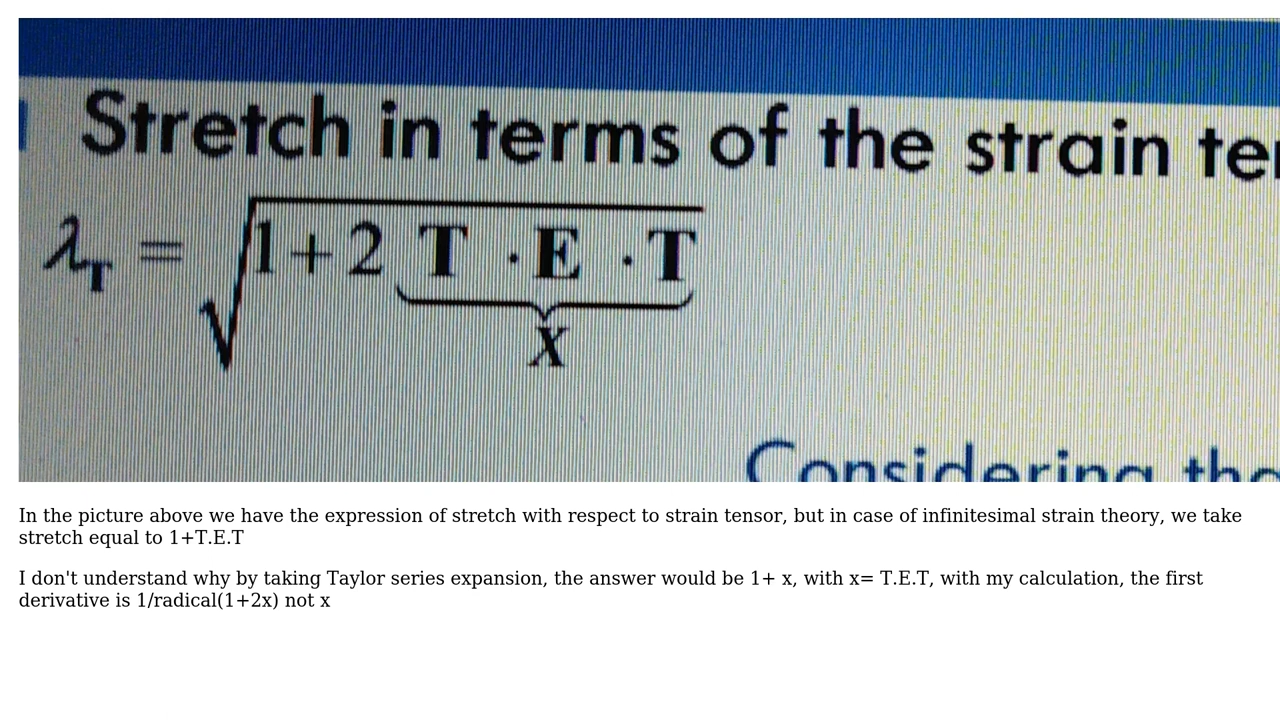 Stretch in terms of the strain
λ_T = √(1+2 T · E · T)
x
Considering
In the picture above we have the expression of stretch with respect to strain tensor, but in case of infinitesimal strain theory, we take
stretch equal to 1+T.E.T
I don't understand why by taking Taylor series expansion, the answer would be 1+ x, with x= T.E.T, with my calculation, the first
derivative is 1/radical(1+2x) not x